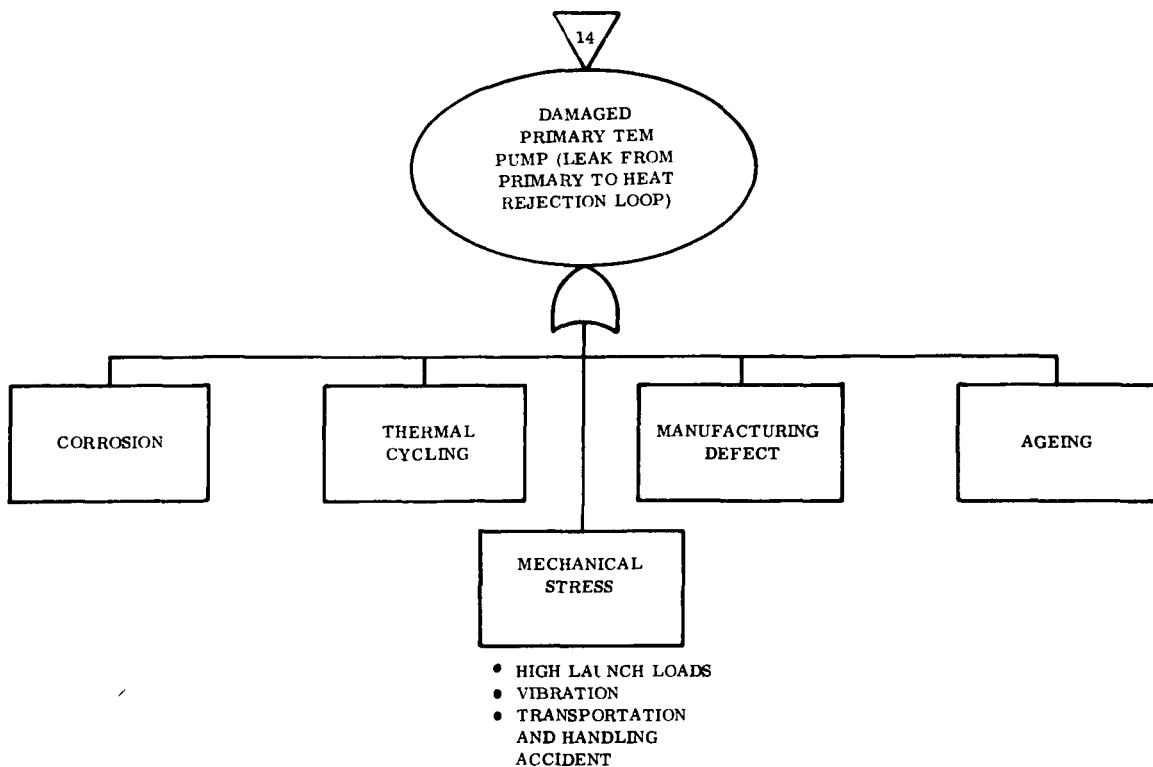 14
DAMAGED
PRIMARY TEM
PUMP (LEAK FROM
PRIMARY TO HEAT
REJECTION LOOP)
CORROSION
THERMAL
CYCLING
MANUFACTURING
DEFECT
AGEING
MECHANICAL
STRESS
• HIGH LAUNCH LOADS
• VIBRATION
• TRANSPORTATION
AND HANDLING
ACCIDENT